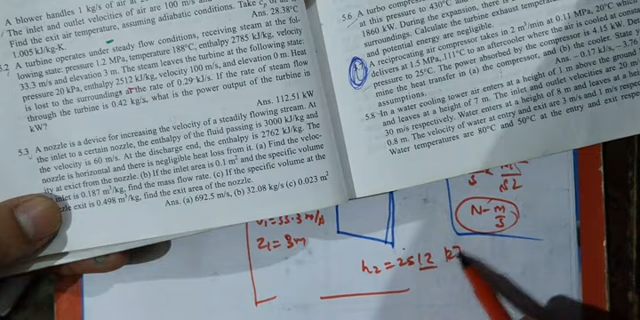 A blower handles 1 kg/s of air
The inlet and outlet velocities of air are 100 m/s
Find the exit air temperature, assuming adiabatic conditions. Take
1.005 kJ/kg-K.
Ans. 28.38°C
5.2 A turbine operates under steady flow conditions, receiving steam at the fol-
lowing state: pressure 1.2 MPa, temperature 188°C, enthalpy 2785 kJ/kg, velocity
33.3 m/s and elevation 3 m. The steam leaves the turbine at the following state:
pressure 20 kPa, enthalpy 2512 kJ/kg, velocity 100 m/s, and elevation 0 m. Heat
is lost to the surroundings at the rate of 0.29 kJ/s. If the rate of steam flow
through the turbine is 0.42 kg/s, what is the power output of the turbine in
kW?
Ans. 112.51 kW
5.3 A nozzle is a device for increasing the velocity of a steadily flowing stream. At
the inlet to a certain nozzle, the enthalpy of the fluid passing is 3000 kJ/kg and
the velocity is 60 m/s. At the discharge end, the enthalpy is 2762 kJ/kg. The
nozzle is horizontal and there is negligible heat loss from it. (a) Find the veloc-
ity at exict from the nozzle. (b) If the inlet area is 0.1 m² and the specific volume
inlet is 0.187 m³/kg, find the mass flow rate. (c) If the specific volume at the
exit is 0.498 m³/kg, find the exit area of the nozzle.
Ans. (a) 692.5 m/s, (b) 32.08 kg/s (c) 0.023 m²
5.6 A turbo
at this pressure to 430°C
1860 kW. During the expansion, there is
surroundings. Calculate the turbine exhaust temperature
and potential energy are negligible.
A reciprocating air compressor takes in 2 m³/min at 0.11 MPa, 20°C which
delivers at 1.5 MPa, 111°C to an aftercooler where the air is cooled at
pressure to 25°C. The power absorbed by the compressor is 4.15 kW.
mine the heat transfer in (a) the compressor, and (b) the cooler. State
assumptions.
Ans. – 0.17 kJ/s, – 3.76
5.8 In a water cooling tower air enters at a height of 1 m above the
and leaves at a height of 7 m. The inlet and outlet velocities are 20 m/s
30 m/s respectively. Water enters at a height of 8 m and leaves at a
0.8 m. The velocity of water at entry and exit are 3 m/s and 1 m/s
Water temperatures are 80°C and 50°C at the entry and exit
V₁=33.3 m/s
Z₁=3m
h₂=2512
N-m
s